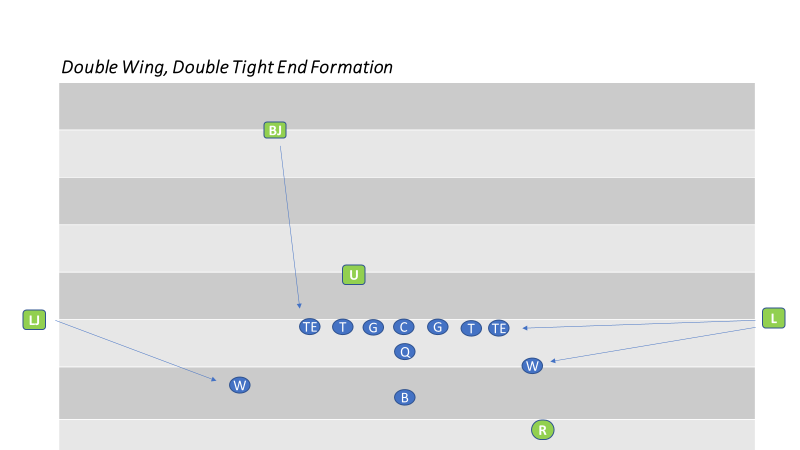 Double Wing, Double Tight End Formation
BJ
U
LJ
L
TE T G C G T TE
Q
W
W
B
R